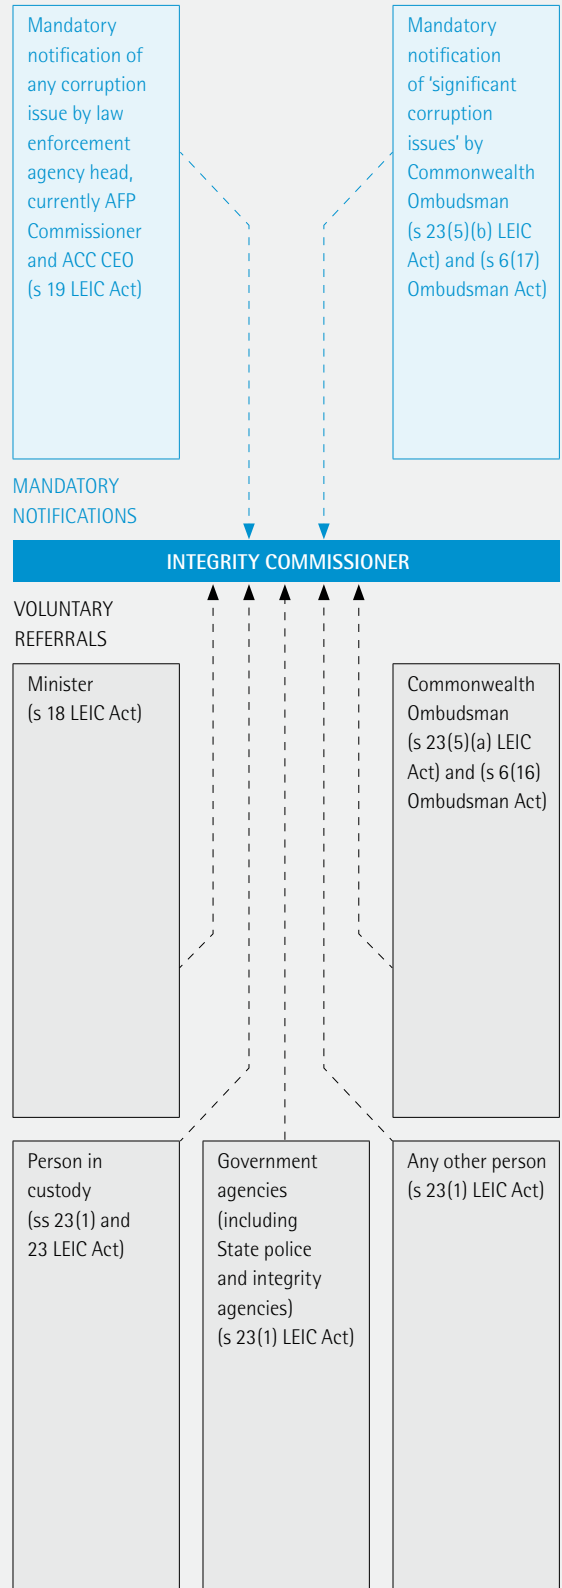 Mandatory
notification of
any corruption
issue by law
enforcement
agency head,
currently AFP
Commissioner
and ACC CEO
(s 19 LEIC Act)
Mandatory
notification
of ‘significant
corruption
issues’ by
Commonwealth
Ombudsman
(s 23(5)(b) LEIC
Act) and (s 6(17)
Ombudsman Act)
MANDATORY
NOTIFICATIONS
INTEGRITY COMMISSIONER
VOLUNTARY
REFERRALS
Minister
(s 18 LEIC Act)
Commonwealth
Ombudsman
(s 23(5)(a) LEIC
Act) and (s 6(16)
Ombudsman Act)
Person in
custody
(ss 23(1) and
23 LEIC Act)
Government
agencies
(including
State police
and integrity
agencies)
(s 23(1) LEIC Act)
Any other person
(s 23(1) LEIC Act)